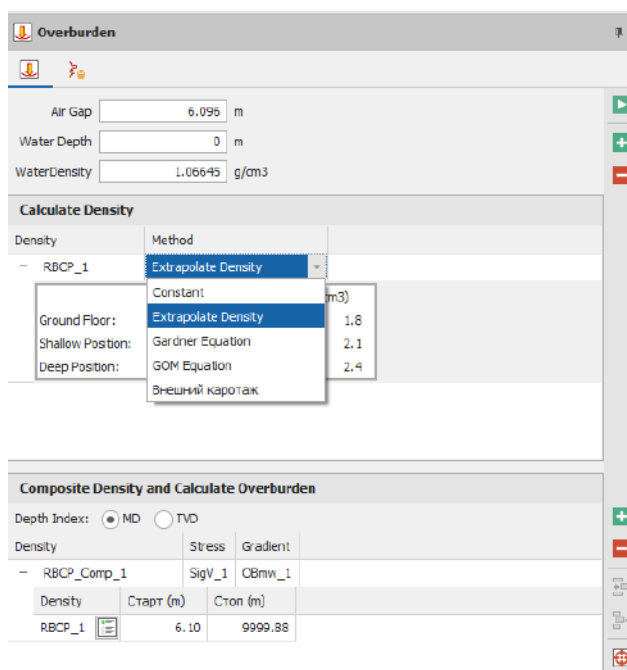 Overburden
Air Gap 6.096 m
Water Depth 0 m
WaterDensity 1.06645 g/cm3
Calculate Density
Density Method
RBCP_1 Extrapolate Density
Constant
m3)
Ground Floor: Extrapolate Density 1.8
Shallow Position: Gardner Equation 2.1
Deep Position: GOM Equation 2.4
Внешний каротаж
Composite Density and Calculate Overburden
Depth Index: MD TVD
Density Stress Gradient
RBCP_Comp_1 SigV_1 OBmw_1
Density Старт (m) Стоп (m)
RBCP_1 6.10 9999.88